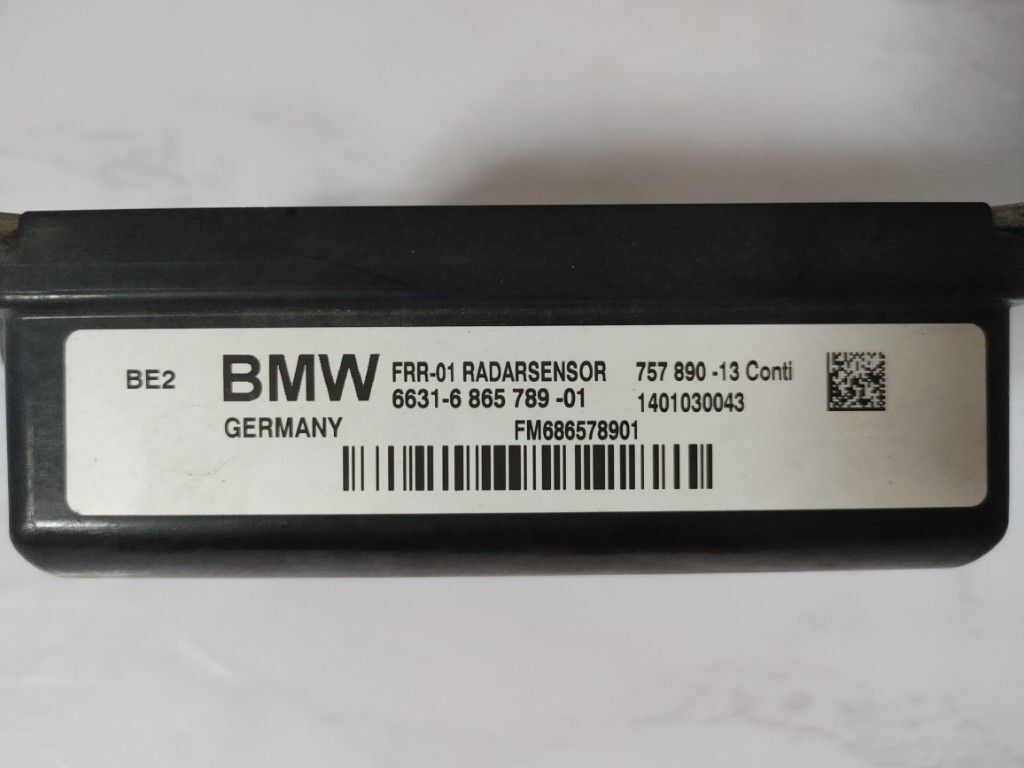 BE2 BMW FRR-01 RADARSENSOR 757 890 -13 Conti
6631-6 865 789 -01 1401030043
GERMANY FM686578901